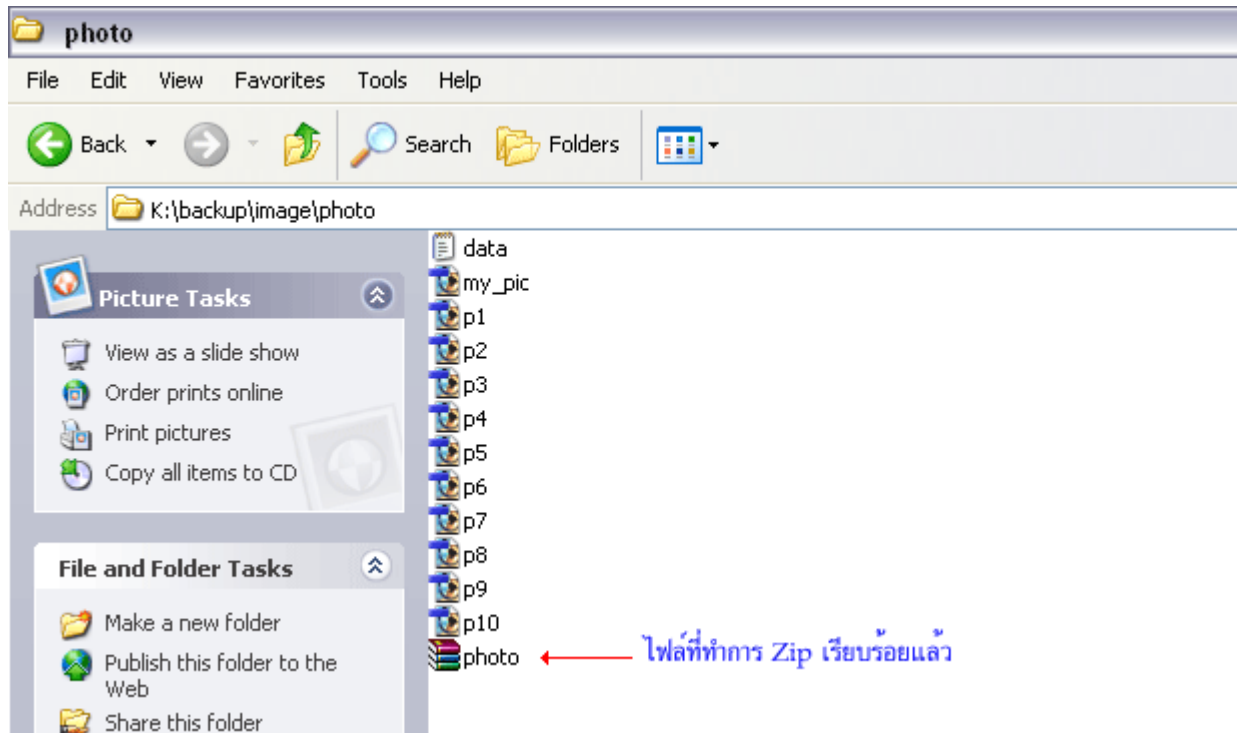 photo
File Edit View Favorites Tools Help
Back Search Folders
Address K:\backup\image\photo
Picture Tasks
View as a slide show
Order prints online
Print pictures
Copy all items to CD
File and Folder Tasks
Make a new folder
Publish this folder to the
Web
Share this folder
data
my_pic
p1
p2
p3
p4
p5
p6
p7
p8
p9
p10
photo
ไฟล์ที่ทำการ Zip เรียบร้อยแล้ว